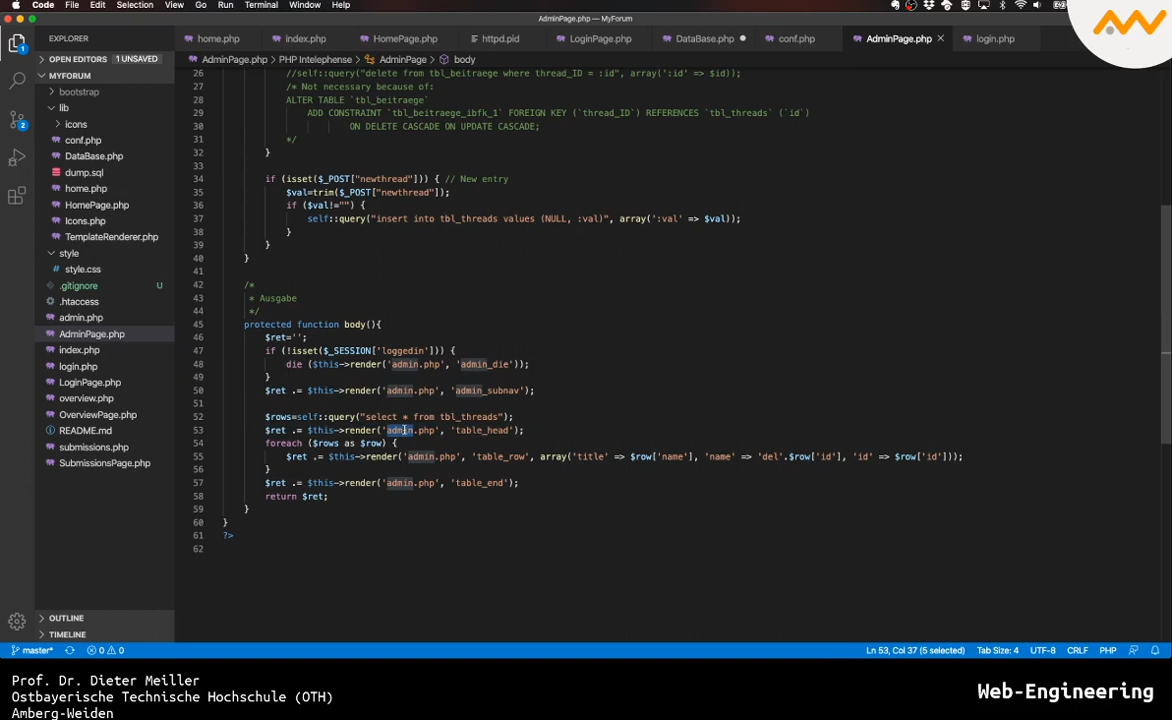 Code File Edit Selection View Go Run Terminal Window Help
AdminPage.php — MyForum
EXPLORER
home.php index.php HomePage.php httpd.pid LoginPage.php DataBase.php conf.php AdminPage.php login.php
OPEN EDITORS 1 UNSAVED
AdminPage.php > PHP Intelephense > AdminPage > body
MYFORUM
bootstrap
lib
icons
conf.php
DataBase.php
dump.sql
home.php
HomePage.php
Icons.php
TemplateRenderer.php
style
style.css
.gitignore U
.htaccess
admin.php
AdminPage.php
index.php
login.php
LoginPage.php
overview.php
OverviewPage.php
README.md
submissions.php
SubmissionsPage.php
OUTLINE
TIMELINE
1
2
26 //self::query("delete from tbl_beitraege where thread_ID = :id", array(':id' => $id));
27 /* Not necessary because of:
28 ALTER TABLE `tbl_beitraege`
29 ADD CONSTRAINT `tbl_beitraege_ibfk_1` FOREIGN KEY (`thread_ID`) REFERENCES `tbl_threads` (`id`)
30 ON DELETE CASCADE ON UPDATE CASCADE;
31 */
32 }
33
34 if (isset($_POST["newthread"])) { // New entry
35 $val=trim($_POST["newthread"]);
36 if ($val!="") {
37 self::query("insert into tbl_threads values (NULL, :val)", array(':val' => $val));
38 }
39 }
40 }
41
42 /*
43 * Ausgabe
44 */
45 protected function body(){
46 $ret='';
47 if (!isset($_SESSION['loggedin'])) {
48 die ($this->render('admin.php', 'admin_die'));
49 }
50 $ret .= $this->render('admin.php', 'admin_subnav');
51
52 $rows=self::query("select * from tbl_threads");
53 $ret .= $this->render('admin.php', 'table_head');
54 foreach ($rows as $row) {
55 $ret .= $this->render('admin.php', 'table_row', array('title' => $row['name'], 'name' => 'del'.$row['id'], 'id' => $row['id']));
56 }
57 $ret .= $this->render('admin.php', 'table_end');
58 return $ret;
59 }
60 }
61 ?>
62
master* 0 0 Ln 53, Col 37 (5 selected) Tab Size: 4 UTF-8 CRLF PHP
Prof. Dr. Dieter Meiller
Ostbayerische Technische Hochschule (OTH)
Amberg-Weiden
Web-Engineering